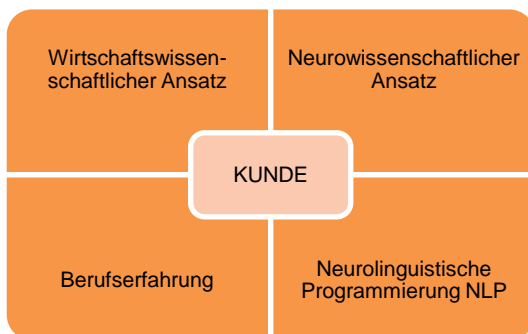 Wirtschaftswissen-
schaftlicher Ansatz
Neurowissenschaftlicher
Ansatz
KUNDE
Berufserfahrung
Neurolinguistische
Programmierung NLP